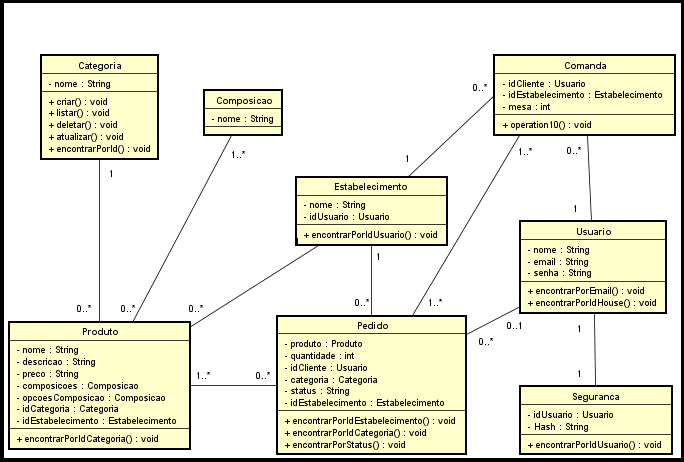 Categoria
- nome : String
+ criar() : void
+ listar() : void
+ deletar() : void
+ atualizar() : void
+ encontrarPorId() : void
1
0..*
Composicao
- nome : String
1..*
0..*
Comanda
- idCliente : Usuario
- idEstabelecimento : Estabelecimento
- mesa : int
+ operation10() : void
0..*
1
1..*
1..*
0..*
1
Estabelecimento
- nome : String
- idUsuario : Usuario
+ encontrarPorIdUsuario() : void
1
0..*
0..*
Usuario
- nome : String
- email : String
- senha : String
+ encontrarPorEmail() : void
+ encontrarPorIdHouse() : void
0..1
0..*
1
1
Produto
- nome : String
- descricao : String
- preco : String
- composicoes : Composicao
- opcoesComposicao : Composicao
- idCategoria : Categoria
- idEstabelecimento : Estabelecimento
+ encontrarPorIdCategoria() : void
1..*
0..*
Pedido
- produto : Produto
- quantidade : int
- idCliente : Usuario
- categoria : Categoria
- status : String
- idEstabelecimento : Estabelecimento
+ encontrarPorIdEstabelecimento() : void
+ encontrarPorIdCategoria() : void
+ encontrarPorStatus() : void
Seguranca
- idUsuario : Usuario
- Hash : String
+ encontrarPorIdUsuario() : void